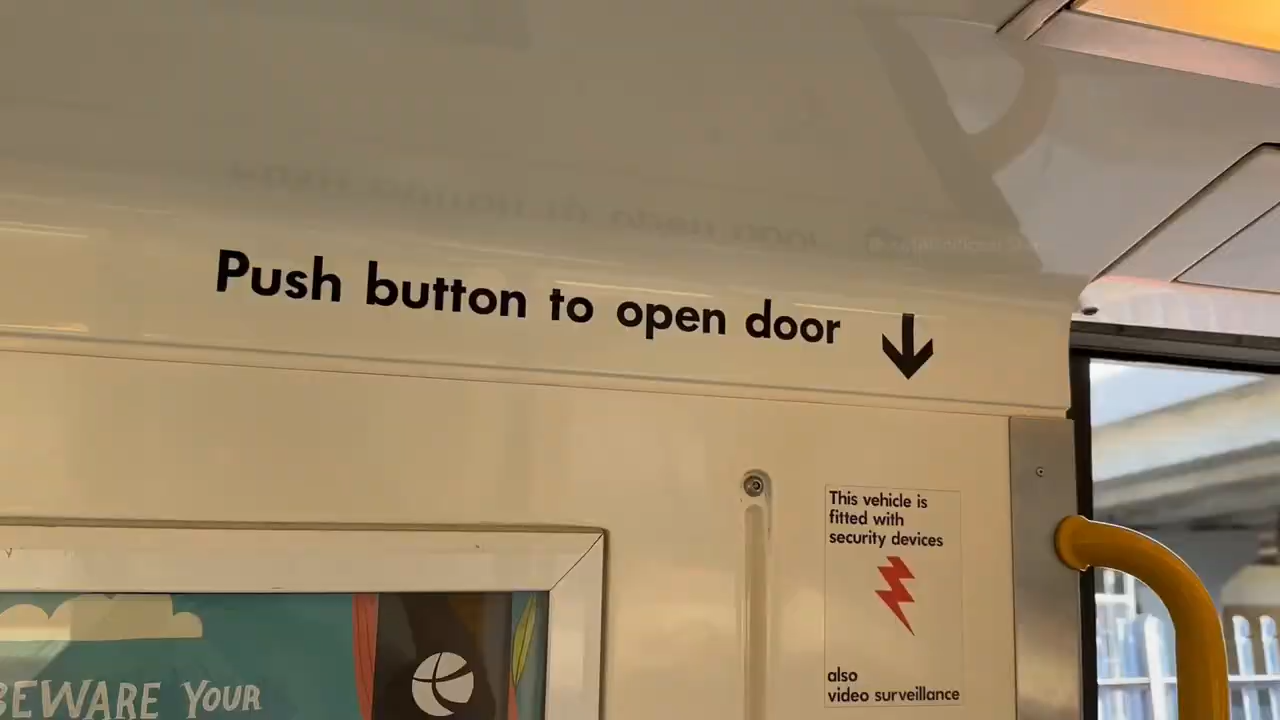 Push button to open door
This vehicle is
fitted with
security devices
also
video surveillance
BEWARE YOUR